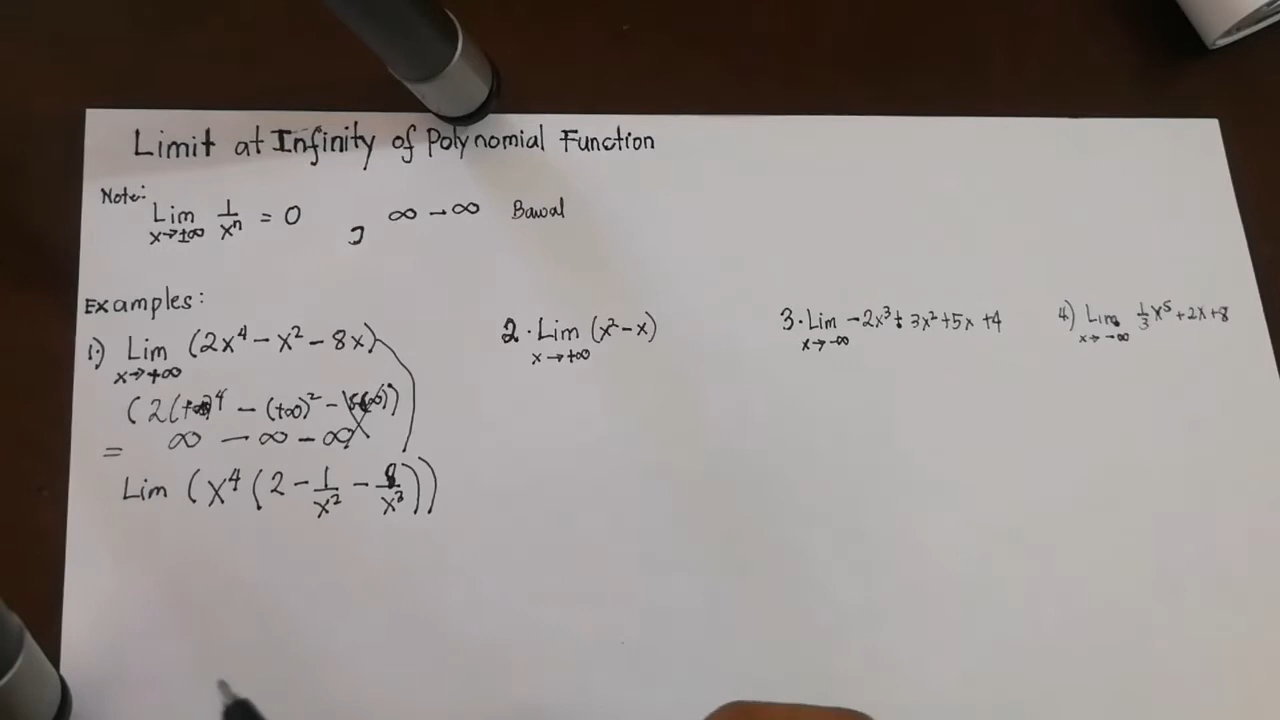 Limit at Infinity of Polynomial Function
Note:
Lim 1/xⁿ = 0 , ∞ - ∞ Bawal
x→±∞
Examples:
1.) Lim (2x⁴ - x² - 8x)
x→+∞
(2(+∞)⁴ - (+∞)² -
= ∞ - ∞ - ∞
Lim (x⁴(2 - 1/x² - 8/x³))
2. Lim (x² - x)
x→+∞
3. Lim -2x³ + 3x² + 5x + 4
x→-∞
4) Lim 1/3 x⁵ + 2x + 8
x→-∞